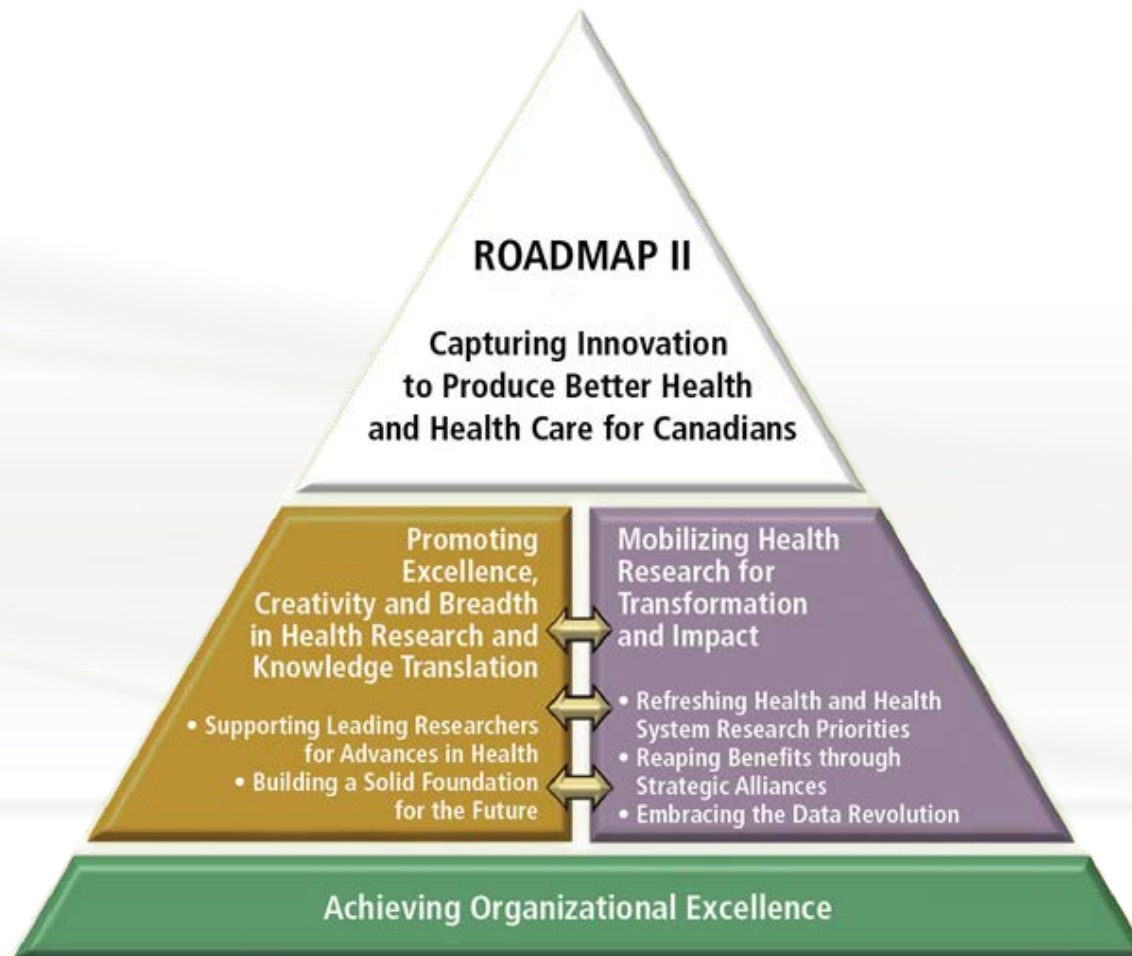 ROADMAP II
Capturing Innovation
to Produce Better Health
and Health Care for Canadians
Promoting
Excellence,
Creativity and Breadth
in Health Research and
Knowledge Translation
• Supporting Leading Researchers
for Advances in Health
• Building a Solid Foundation
for the Future
Mobilizing Health
Research for
Transformation
and Impact
• Refreshing Health and Health
System Research Priorities
• Reaping Benefits through
Strategic Alliances
• Embracing the Data Revolution
Achieving Organizational Excellence